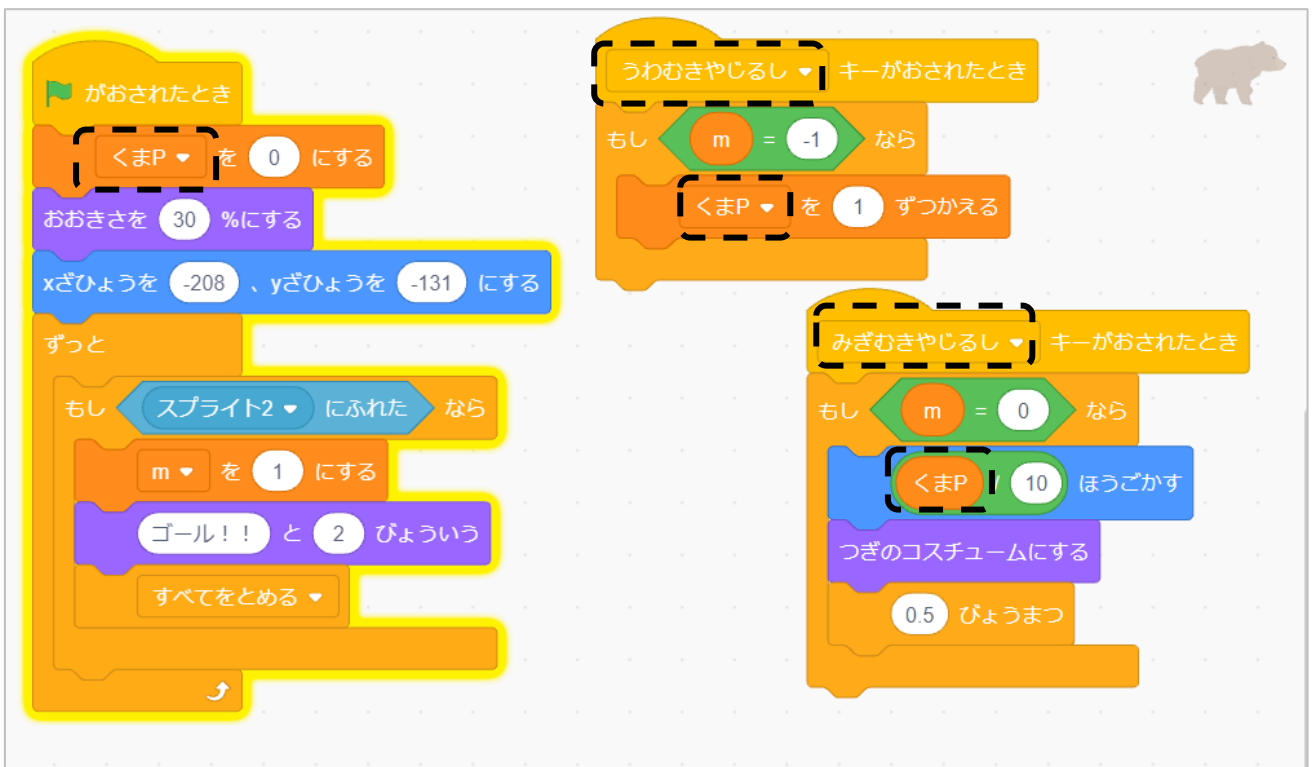 がおされたとき
くまP を 0 にする
おおきさを 30 %にする
xざひょうを -208 、yざひょうを -131 にする
ずっと
もし スプライト2 にふれた なら
m を 1 にする
ゴール！！ と 2 びょういう
すべてをとめる
うわむきやじるし キーがおされたとき
もし m = -1 なら
くまP を 1 ずつかえる
みぎむきやじるし キーがおされたとき
もし m = 0 なら
くまP / 10 ほうごかす
つぎのコスチュームにする
0.5 びょうまつ